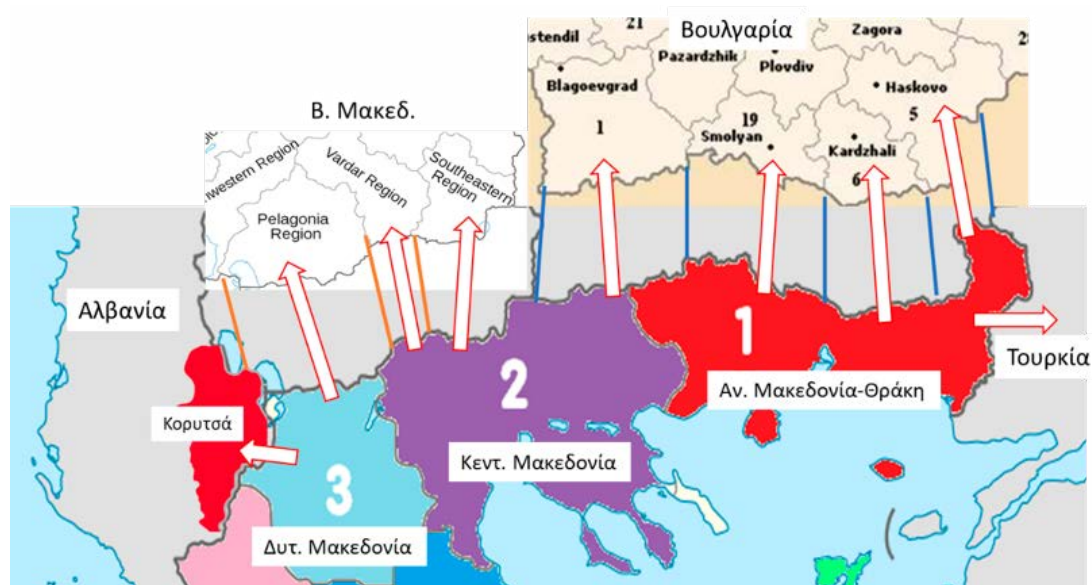 Βουλγαρία
21
stendil
Zagora
Pazardzhik
Plovdiv
Blagoevgrad
Haskovo
5
1
19
Smolyan
Kardzhali
6
Β. Μακεδ.
Southeastern
Region
Vardar Region
western Region
Pelagonia
Region
Αλβανία
1
Τουρκία
2
Αν. Μακεδονία-Θράκη
Κορυτσά
Κεντ. Μακεδονία
3
Δυτ. Μακεδονία